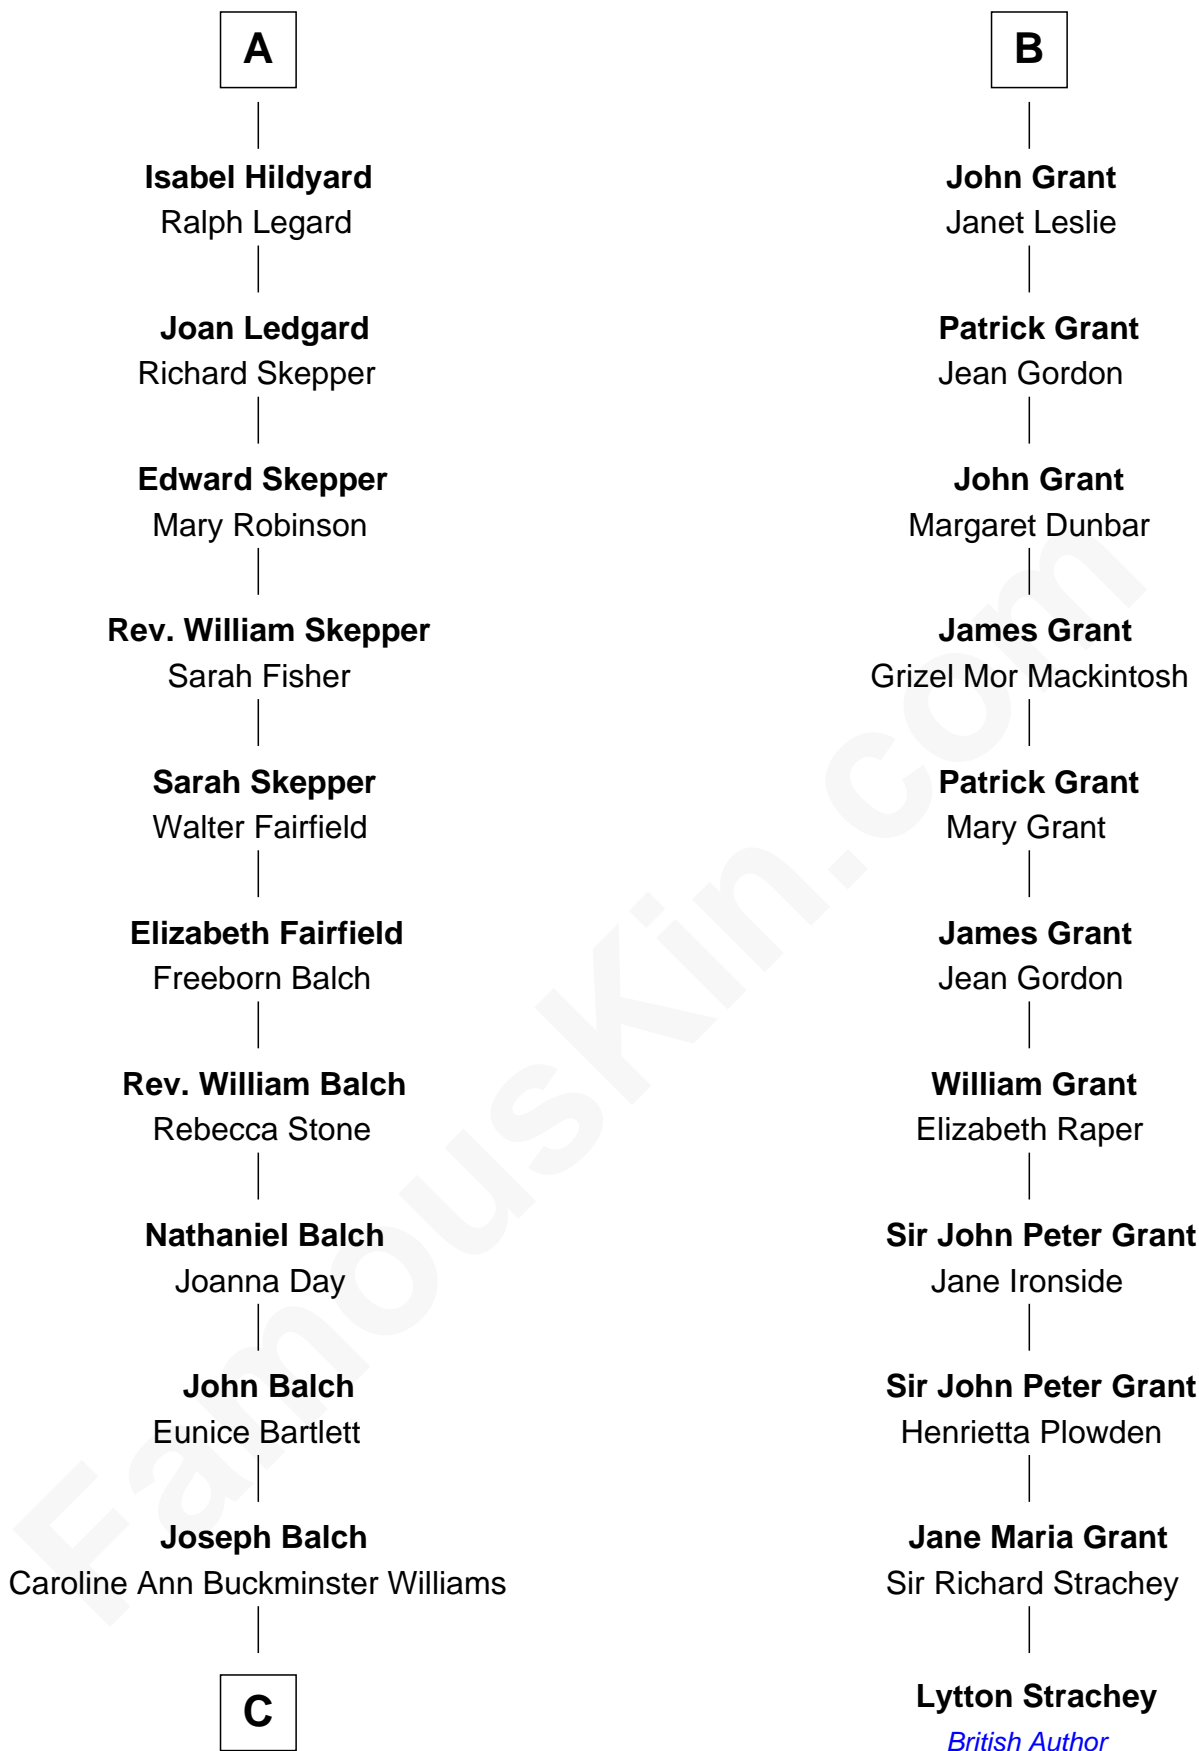 A
Isabel Hildyard
Ralph Legard
Joan Ledgard
Richard Skepper
Edward Skepper
Mary Robinson
Rev. William Skepper
Sarah Fisher
Sarah Skepper
Walter Fairfield
Elizabeth Fairfield
Freeborn Balch
Rev. William Balch
Rebecca Stone
Nathaniel Balch
Joanna Day
John Balch
Eunice Bartlett
Joseph Balch
Caroline Ann Buckminster Williams
C
B
John Grant
Janet Leslie
Patrick Grant
Jean Gordon
John Grant
Margaret Dunbar
James Grant
Grizel Mor Mackintosh
Patrick Grant
Mary Grant
James Grant
Jean Gordon
William Grant
Elizabeth Raper
Sir John Peter Grant
Jane Ironside
Sir John Peter Grant
Henrietta Plowden
Jane Maria Grant
Sir Richard Strachey
Lytton Strachey
British Author
FamousKin.com